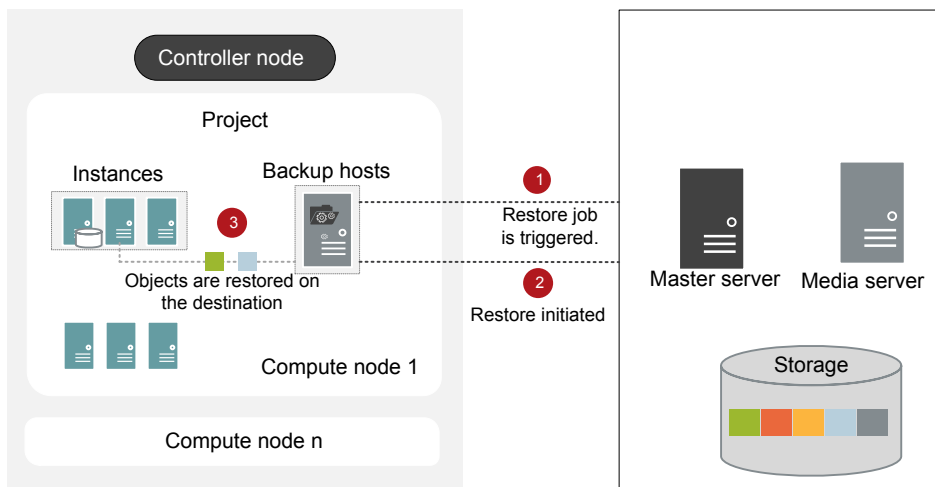 Controller node
Project
Instances
Backup hosts
3
Objects are restored on
the destination
Compute node 1
Compute node n
1
Restore job
is triggered.
2
Restore initiated
Master server
Media server
Storage